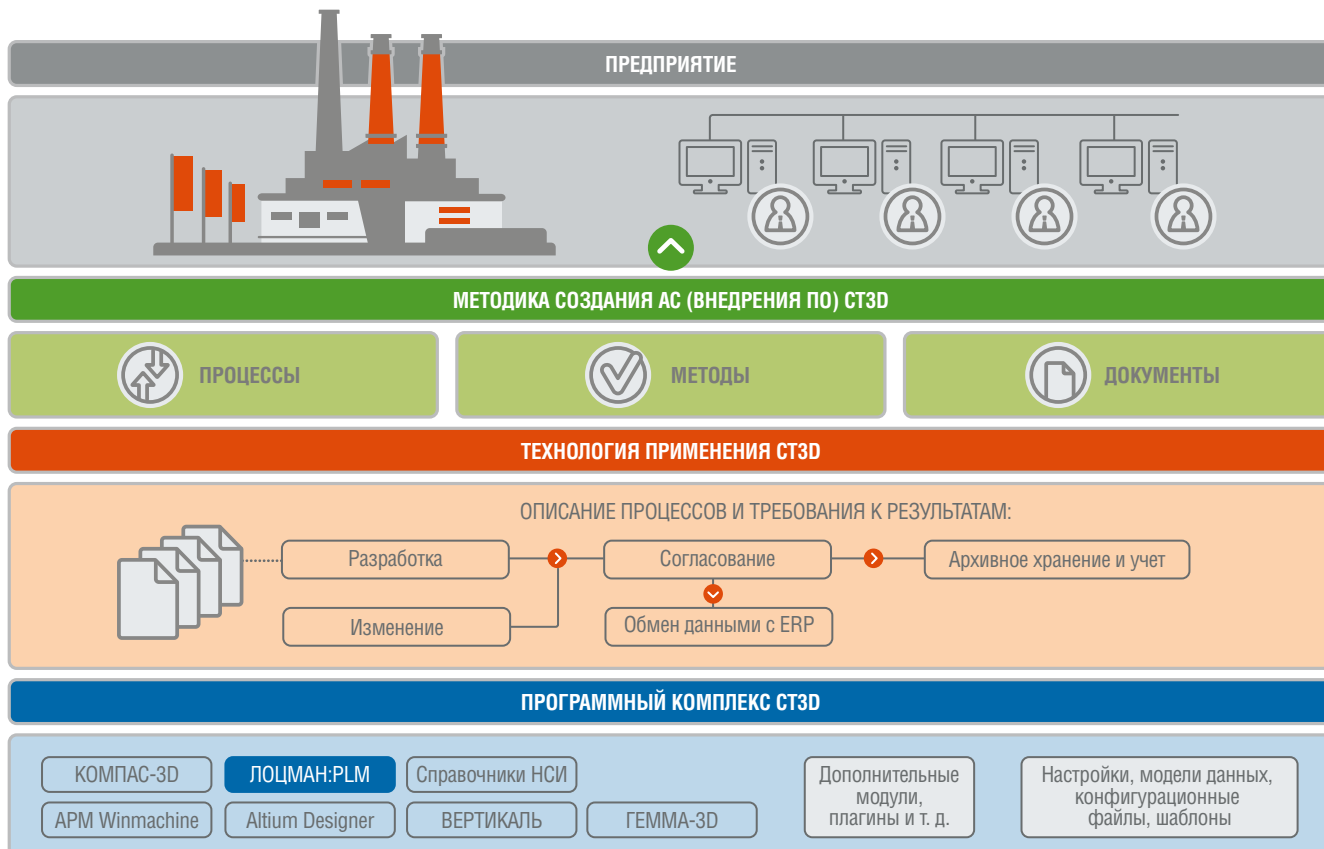 ПРЕДПРИЯТИЕ
МЕТОДИКА СОЗДАНИЯ АС (ВНЕДРЕНИЯ ПО) СТ3D
ПРОЦЕССЫ
МЕТОДЫ
ДОКУМЕНТЫ
ТЕХНОЛОГИЯ ПРИМЕНЕНИЯ СТ3D
ОПИСАНИЕ ПРОЦЕССОВ И ТРЕБОВАНИЯ К РЕЗУЛЬТАТАМ:
Разработка
Согласование
Архивное хранение и учет
Изменение
Обмен данными с ERP
ПРОГРАММНЫЙ КОМПЛЕКС СТ3D
КОМПАС-3D
ЛОЦМАН:PLM
Справочники НСИ
APM Winmachine
Altium Designer
ВЕРТИКАЛЬ
ГЕММА-3D
Дополнительные
модули,
плагины и т. д.
Настройки, модели данных,
конфигурационные
файлы, шаблоны